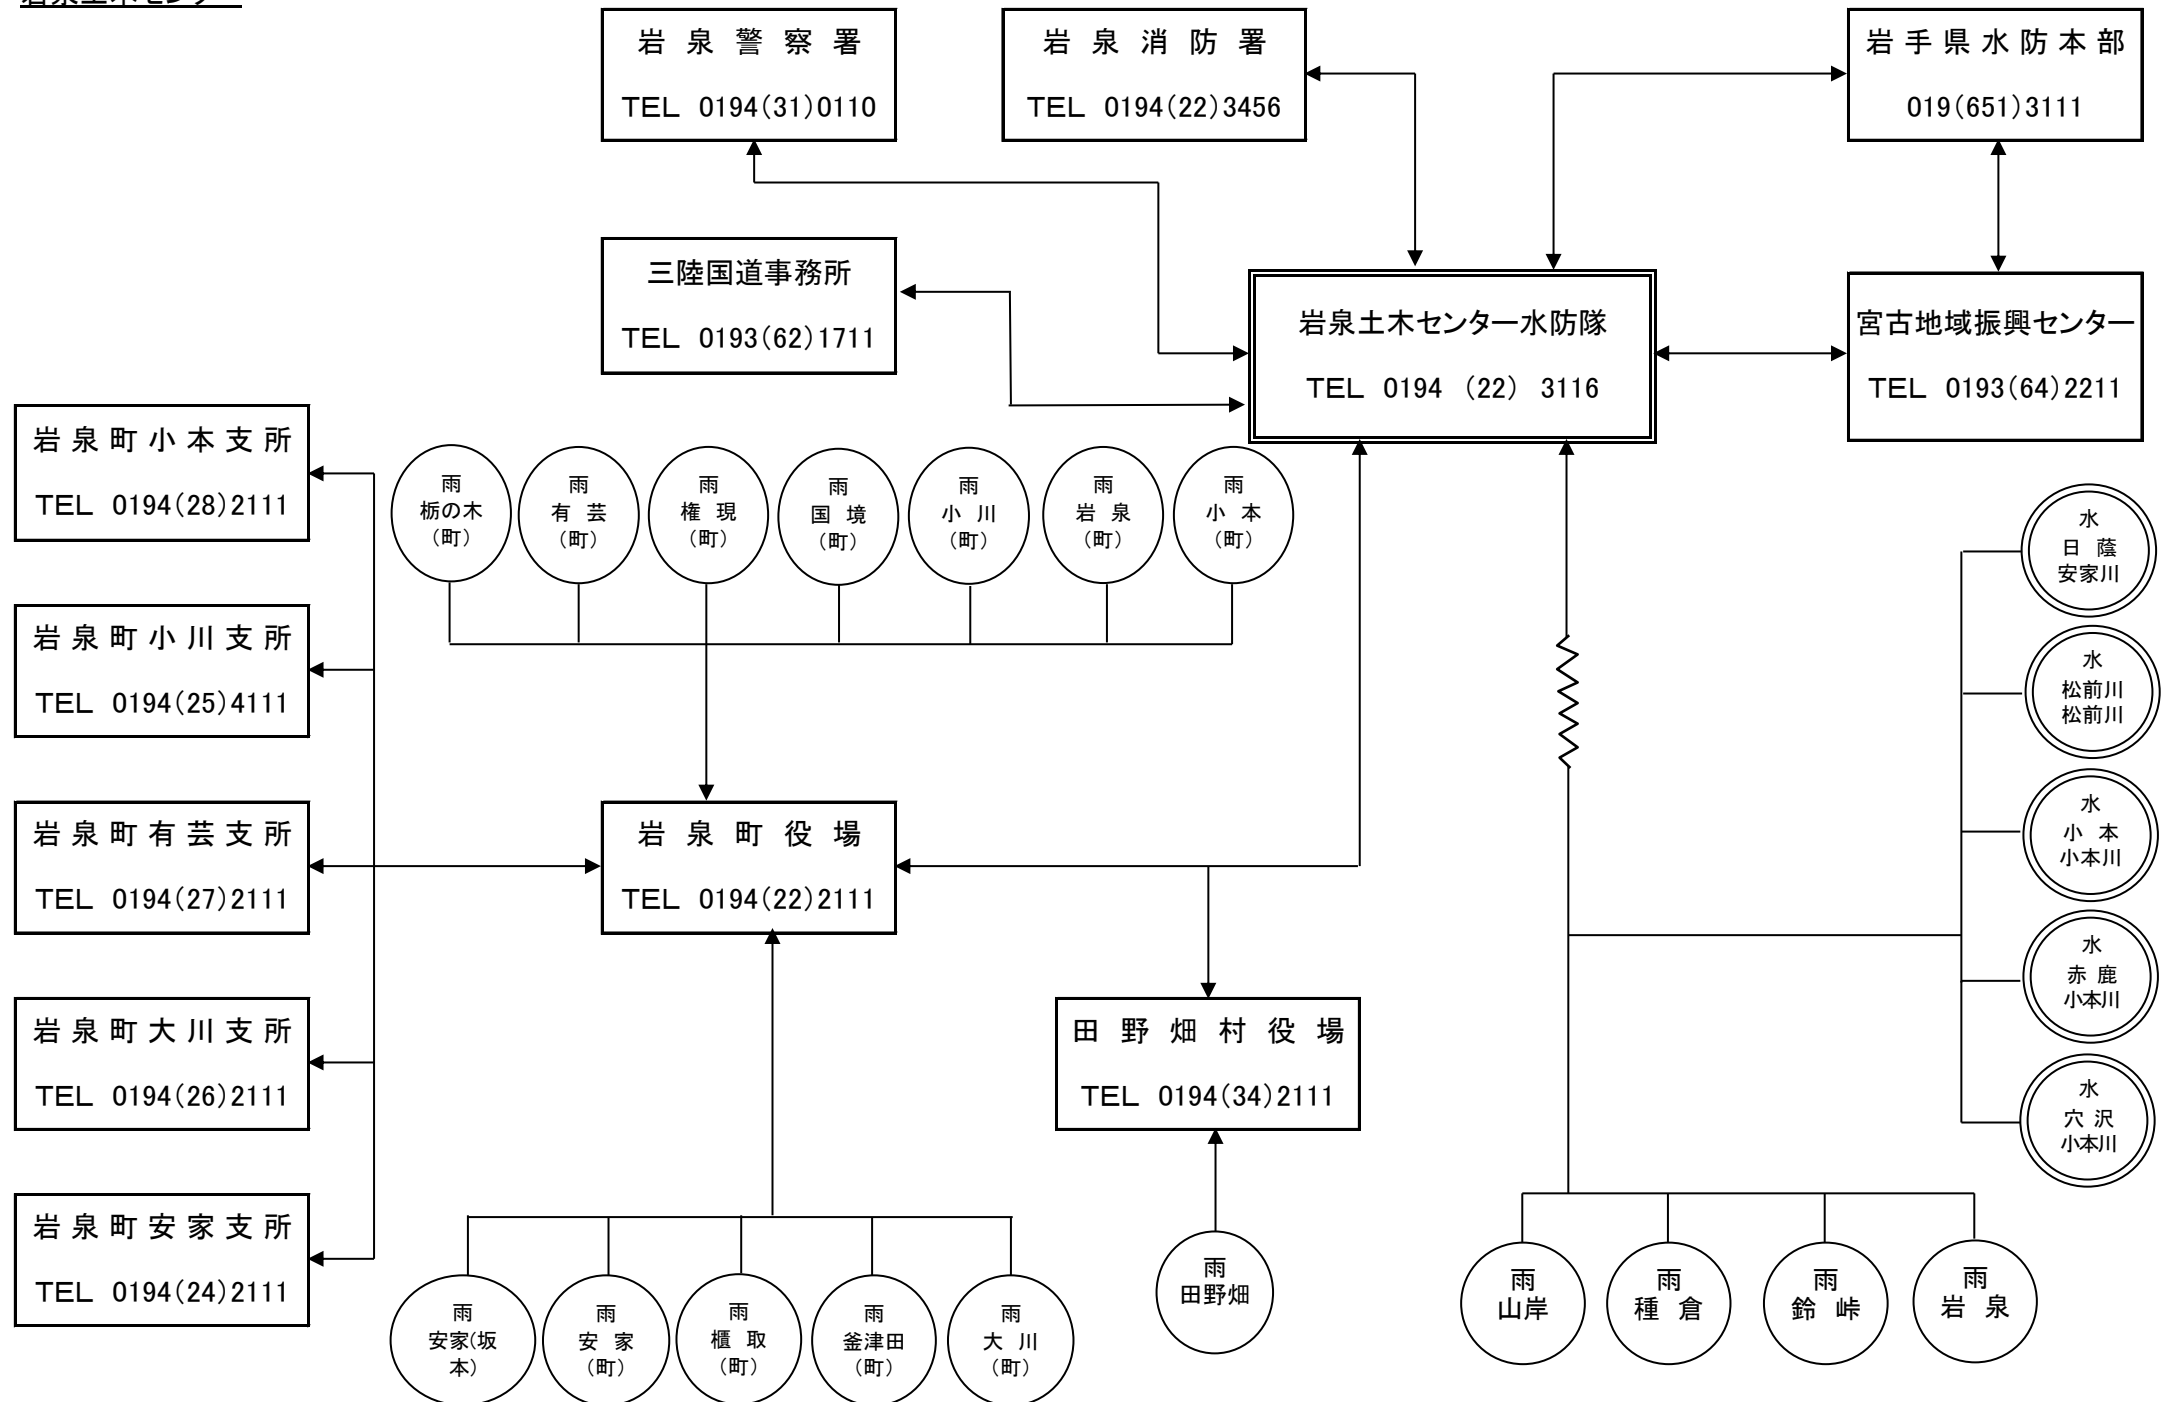 岩泉土木センター
岩泉警察署
TEL 0194(31)0110
岩泉消防署
TEL 0194(22)3456
岩手県水防本部
019(651)3111
三陸国道事務所
TEL 0193(62)1711
岩泉土木センター水防隊
TEL 0194 (22) 3116
宮古地域振興センター
TEL 0193(64)2211
岩泉町小本支所
TEL 0194(28)2111
岩泉町小川支所
TEL 0194(25)4111
岩泉町有芸支所
TEL 0194(27)2111
岩泉町大川支所
TEL 0194(26)2111
岩泉町安家支所
TEL 0194(24)2111
雨
栃の木
(町)
雨
有芸
(町)
雨
権現
(町)
雨
国境
(町)
雨
小川
(町)
雨
岩泉
(町)
雨
小本
(町)
岩泉町役場
TEL 0194(22)2111
田野畑村役場
TEL 0194(34)2111
水
日蔭
安家川
水
松前川
松前川
水
小本
小本川
水
赤鹿
小本川
水
穴沢
小本川
雨
安家(坂
本)
雨
安家
(町)
雨
櫃取
(町)
雨
釜津田
(町)
雨
大川
(町)
雨
田野畑
雨
山岸
雨
種倉
雨
鈴峠
雨
岩泉